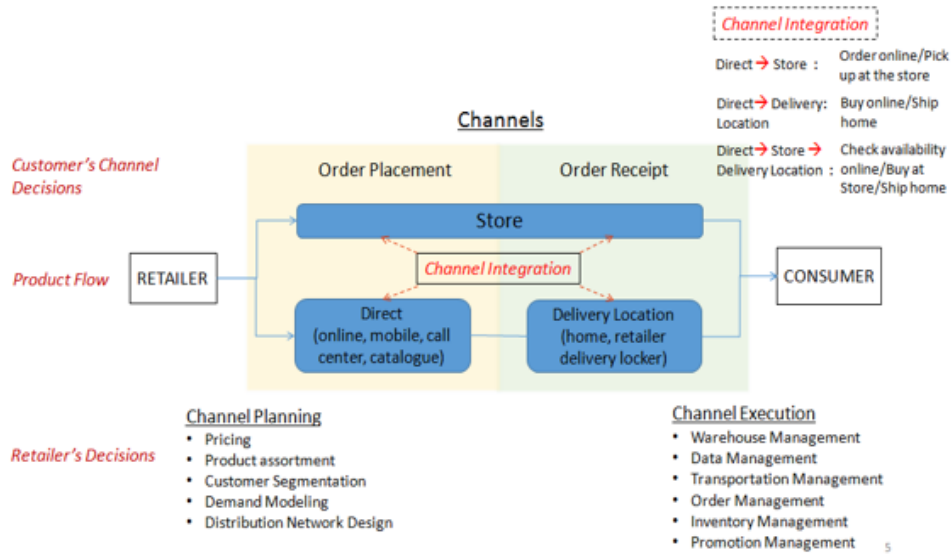 Channel Integration
Direct → Store : Order online/Pick
up at the store
Direct → Delivery: Buy online/Ship
Location home
Direct → Store → Check availability
Delivery Location : online/Buy at
Store/Ship home
Channels
Customer's Channel
Decisions
Order Placement
Order Receipt
Store
Product Flow
RETAILER
Channel Integration
CONSUMER
Direct
(online, mobile, call
center, catalogue)
Delivery Location
(home, retailer
delivery locker)
Retailer's Decisions
Channel Planning
• Pricing
• Product assortment
• Customer Segmentation
• Demand Modeling
• Distribution Network Design
Channel Execution
• Warehouse Management
• Data Management
• Transportation Management
• Order Management
• Inventory Management
• Promotion Management
5